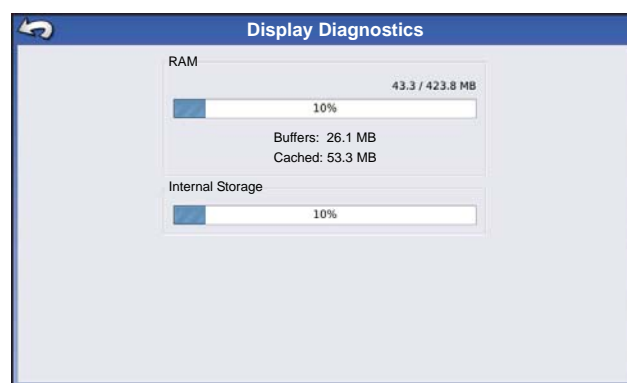 Display Diagnostics
RAM
43.3 / 423.8 MB
10%
Buffers: 26.1 MB
Cached: 53.3 MB
Internal Storage
10%